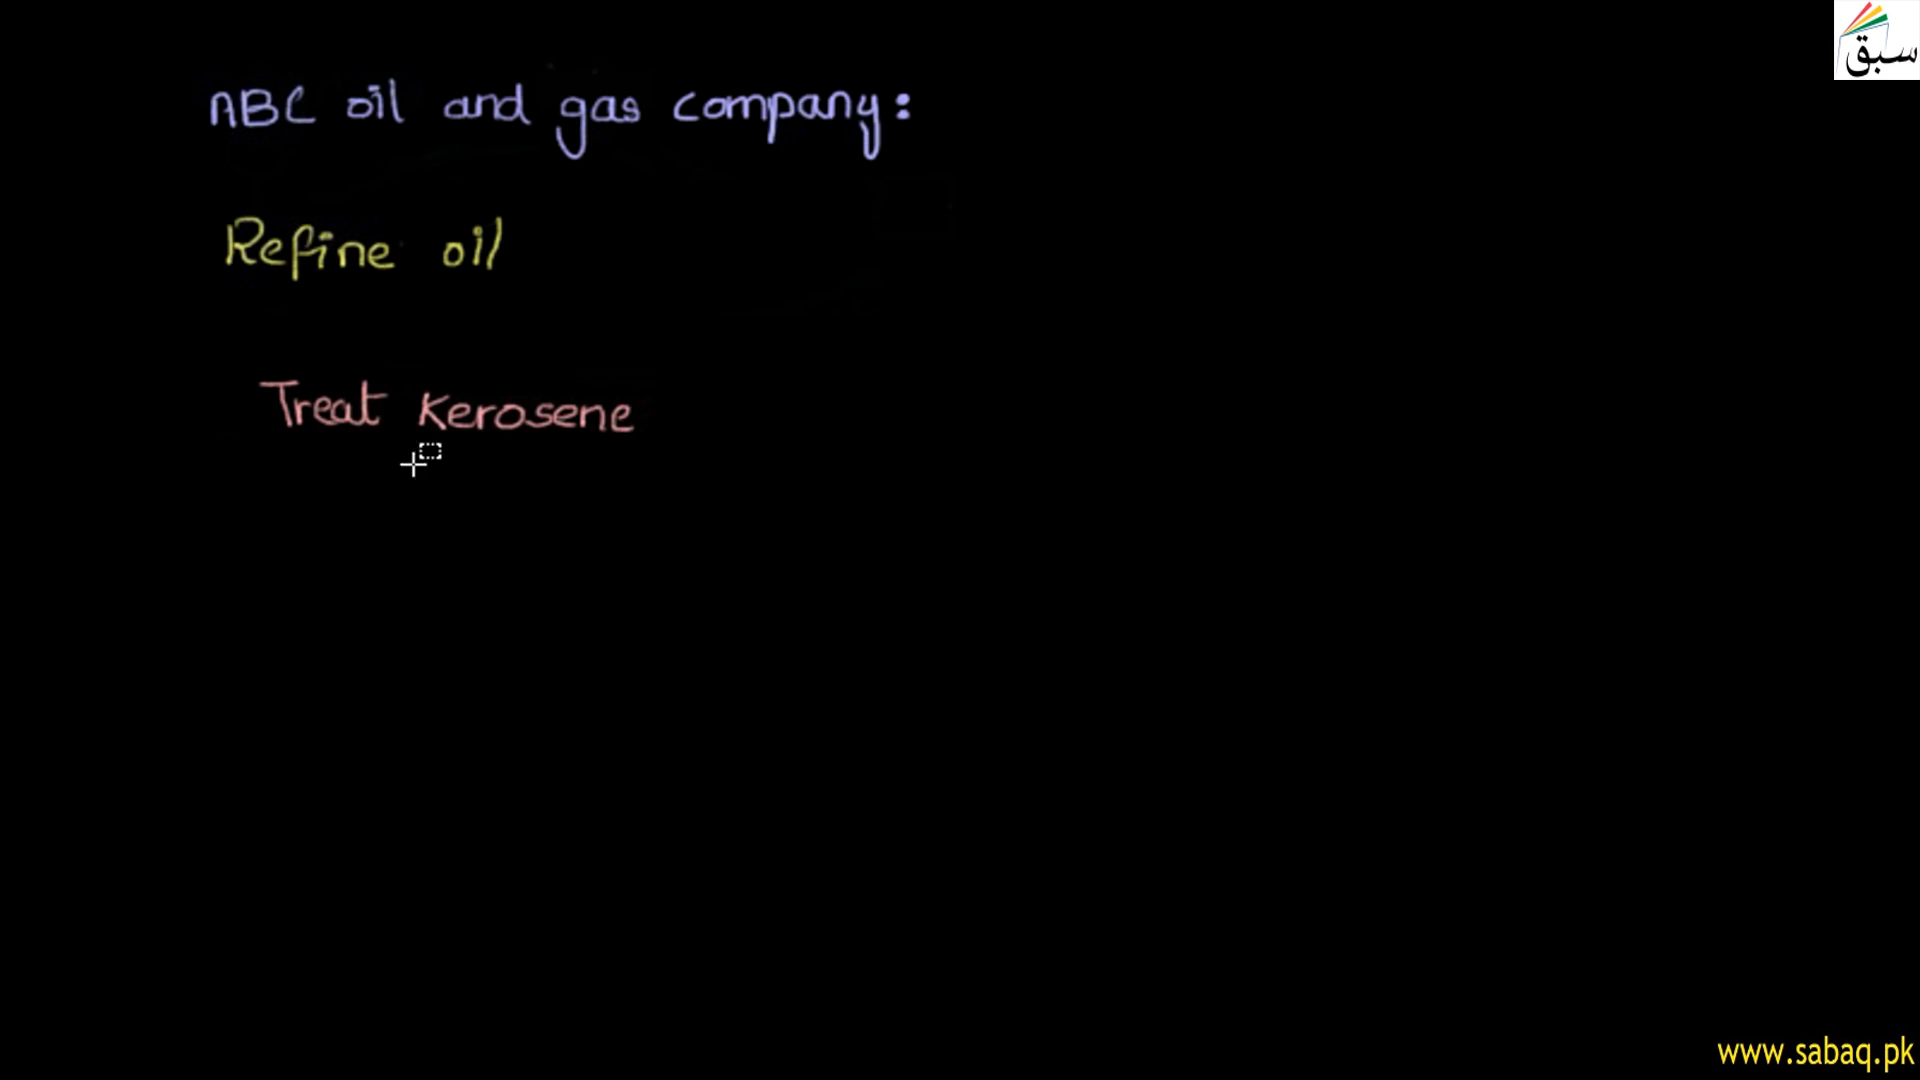 سبق
ABC oil and gas company:
Refine oil
Treat Kerosene
www.sabaq.pk